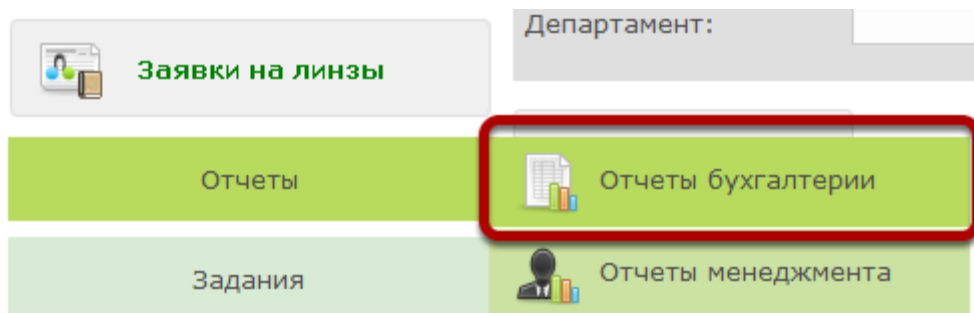 Департамент:
Заявки на линзы
Отчеты
Отчеты бухгалтерии
Задания
Отчеты менеджмента